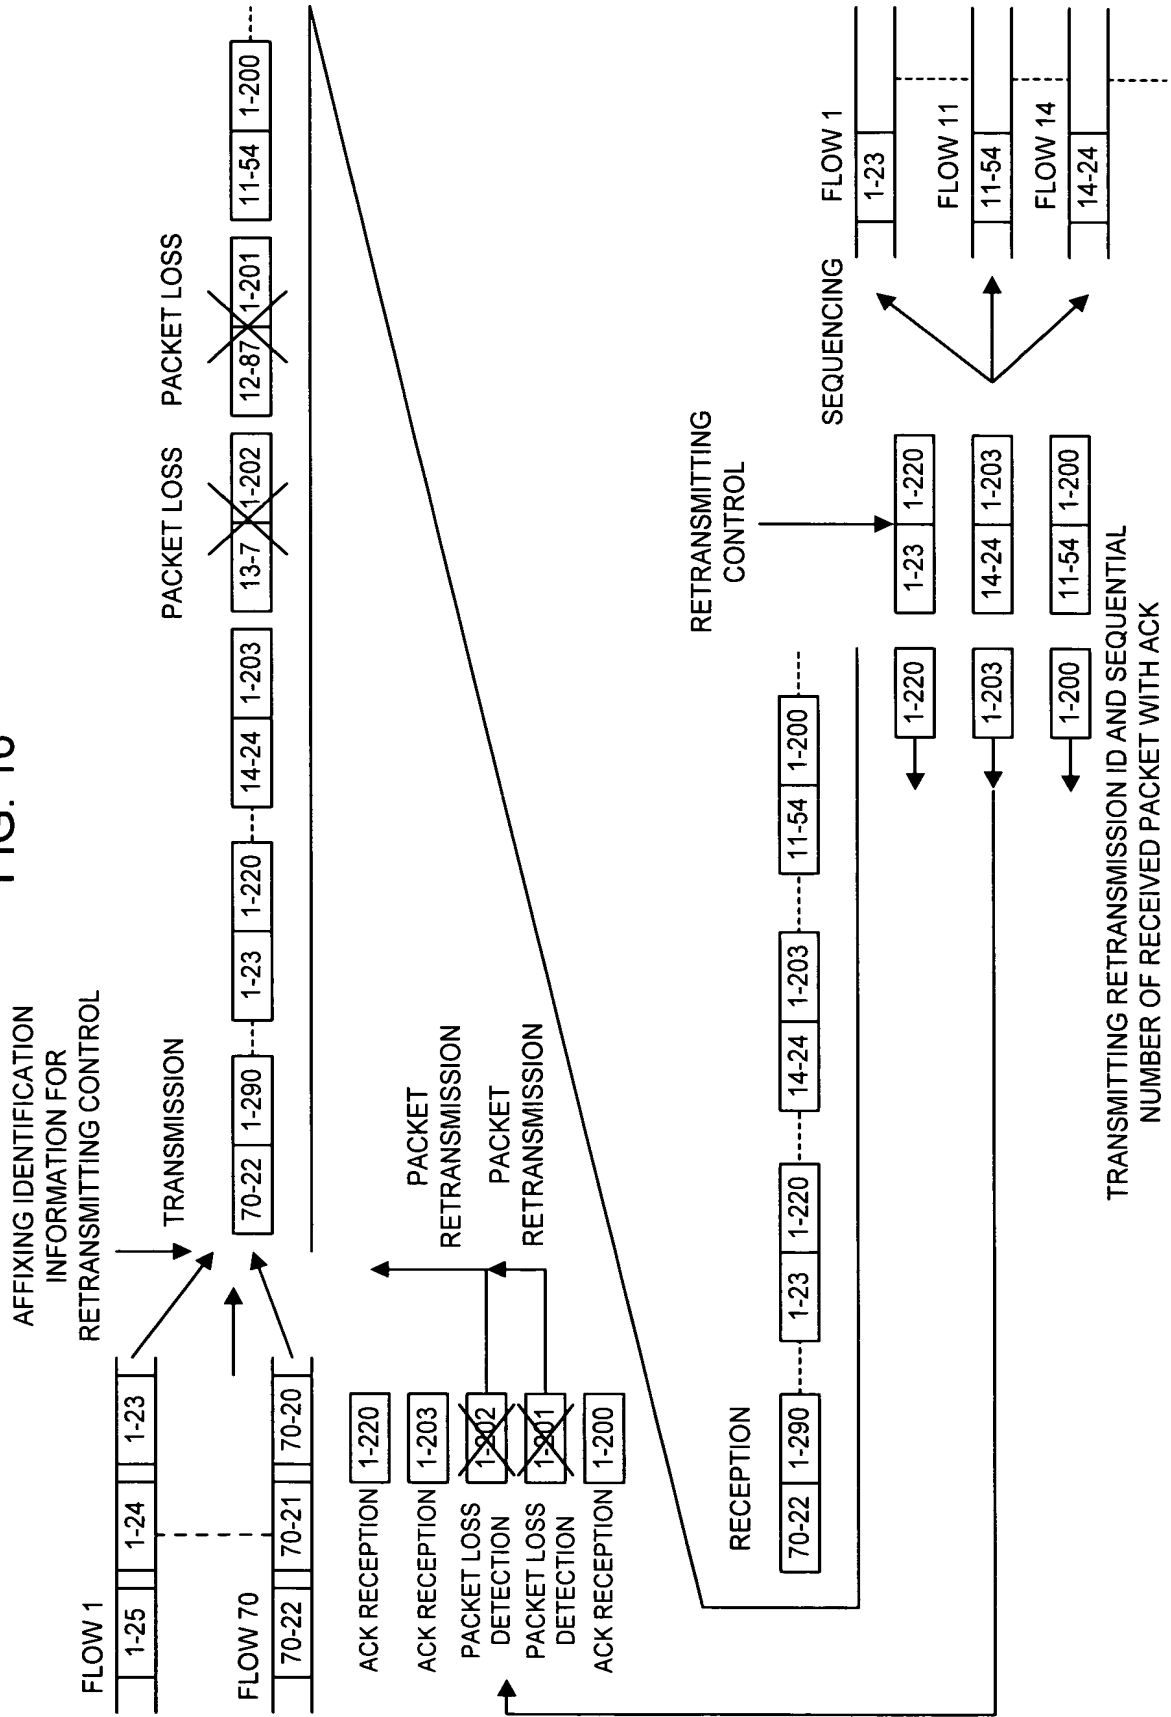 FIG.
AFFIXING IDENTIFICATION
INFORMATION FOR
RETRANSMITTING CONTROL
FLOW 1
1-25 1-24 1-23
FLOW 70
70-22 70-21 70-20
TRANSMISSION
PACKET LOSS
PACKET LOSS
70-22 1-290 1-23 1-220 14-24 1-203 13-7 1-202 12-87 1-201 11-54 1-200
ACK RECEPTION 1-220
ACK RECEPTION 1-203
PACKET LOSS
DETECTION
1-202
PACKET LOSS
DETECTION
1-201
ACK RECEPTION 1-200
PACKET
RETRANSMISSION
PACKET
RETRANSMISSION
RECEPTION
70-22 1-290 1-23 1-220 14-24 1-203 11-54 1-200
RETRANSMITTING
CONTROL
1-220 1-23 1-220
1-203 14-24 1-203
1-200 11-54 1-200
SEQUENCING
FLOW 1
1-23
FLOW 11
11-54
FLOW 14
14-24
TRANSMITTING RETRANSMISSION ID AND SEQUENTIAL
NUMBER OF RECEIVED PACKET WITH ACK